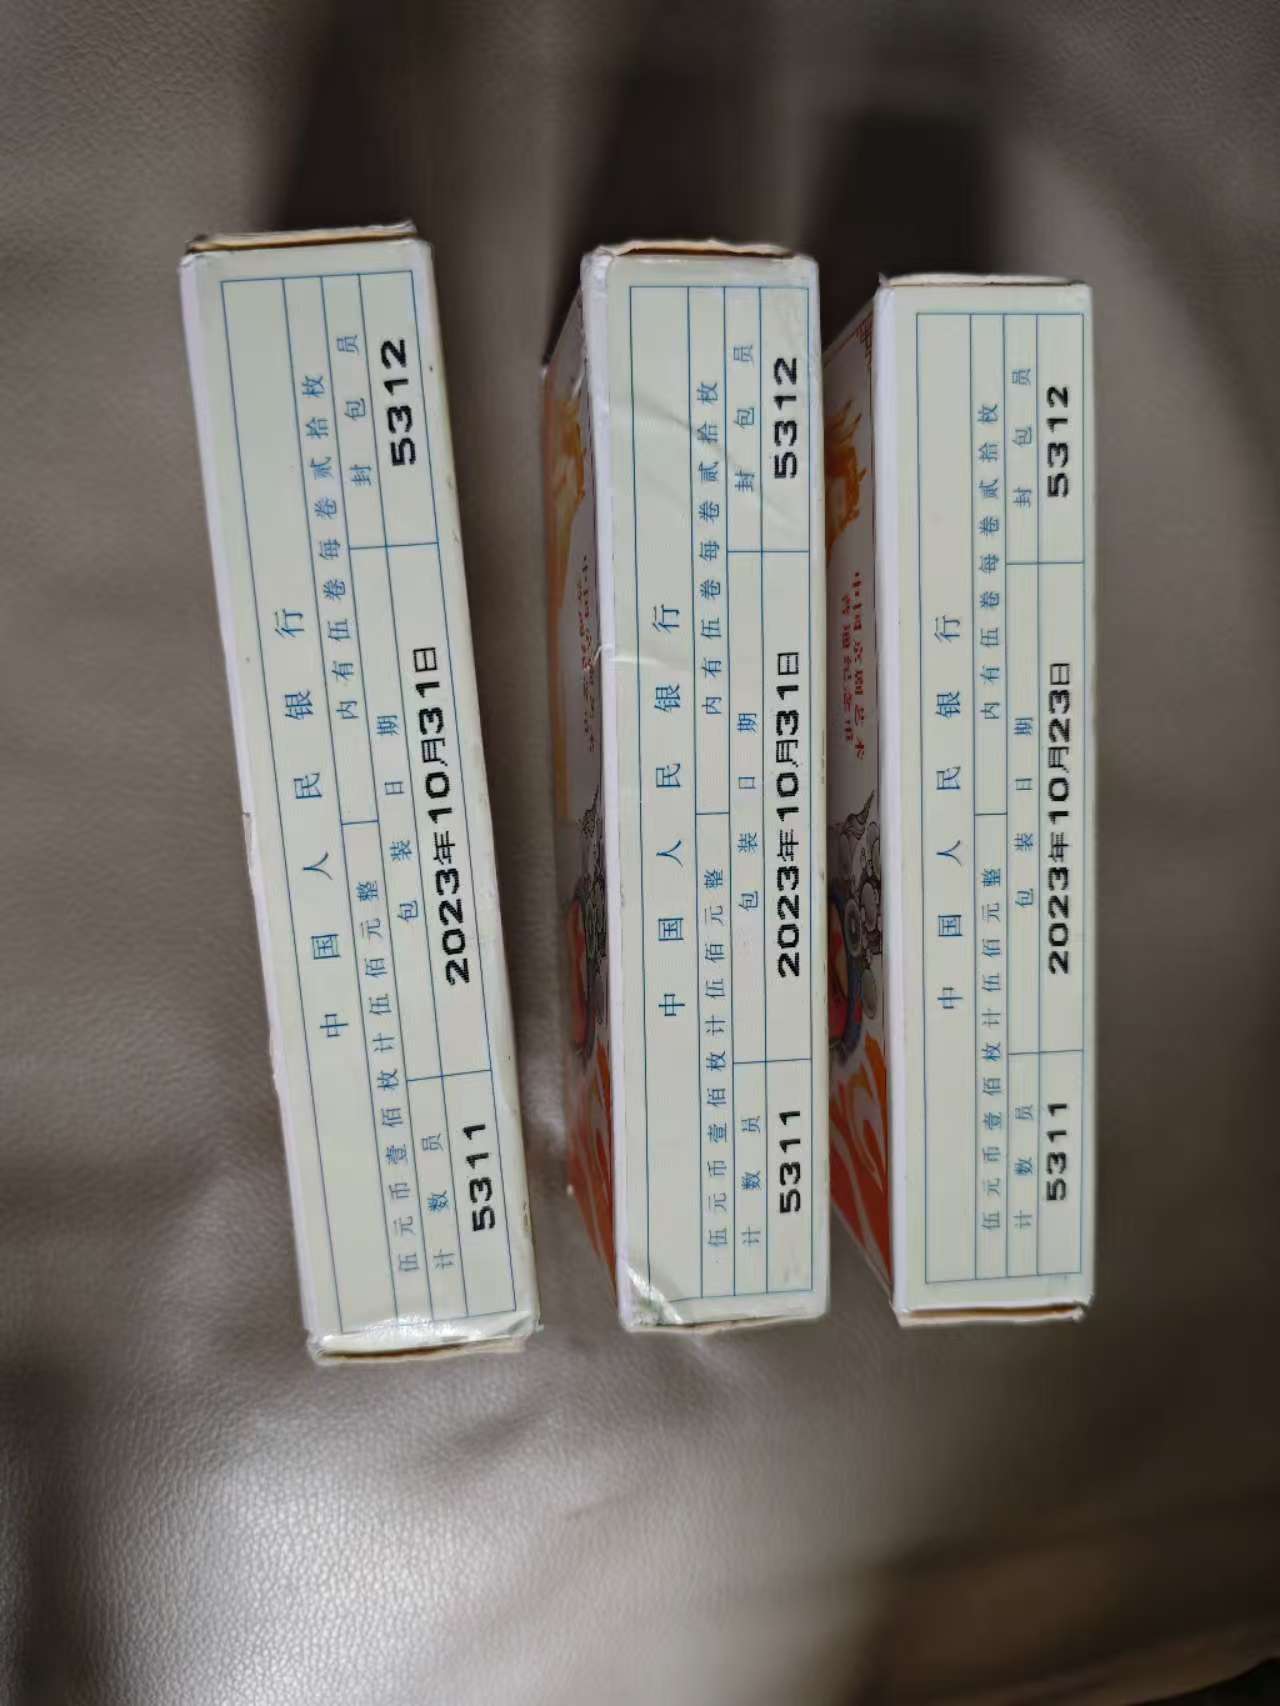 中国人民银行
伍元币壹佰枚计伍佰元整 内有伍卷每卷贰拾枚
计数员 包装日期 封包员
5311 2023年10月31日 5312
中国人民银行
伍元币壹佰枚计伍佰元整 内有伍卷每卷贰拾枚
计数员 包装日期 封包员
5311 2023年10月31日 5312
中国人民银行
伍元币壹佰枚计伍佰元整 内有伍卷每卷贰拾枚
计数员 包装日期 封包员
5311 2023年10月23日 5312